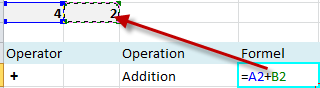 4 2
Operator Operation Formel
+ Addition =A2+B2